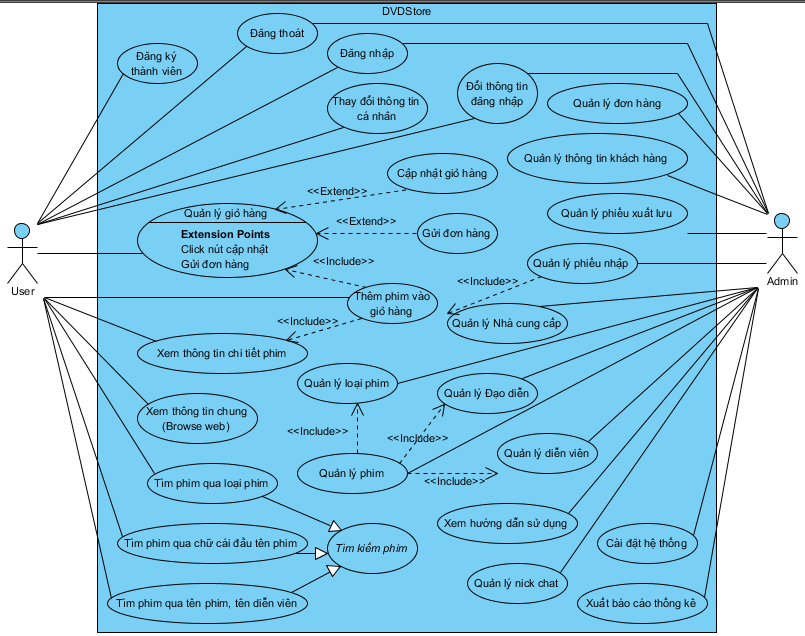 DVDStore
Đăng thoát
Đăng nhập
Đăng ký
thành viên
Đổi thông tin
đăng nhập
Thay đổi thông tin
cá nhân
Quản lý đơn hàng
Quản lý thông tin khách hàng
Cập nhật giỏ hàng
<<Extend>>
Quản lý giỏ hàng
Extension Points
Click nút cập nhật
Gửi đơn hàng
<<Extend>>
Gửi đơn hàng
Quản lý phiếu xuất lưu
<<Include>>
Quản lý phiếu nhập
User
Admin
<<Include>>
Thêm phim vào
giỏ hàng
<<Include>>
Quản lý Nhà cung cấp
Xem thông tin chi tiết phim
Quản lý loại phim
Quản lý Đạo diễn
Xem thông tin chung
(Browse web)
<<Include>>
<<Include>>
Quản lý diễn viên
Quản lý phim
<<Include>>
Tìm phim qua loại phim
Xem hướng dẫn sử dụng
Tìm phim qua chữ cái đầu tên phim
Tìm kiếm phim
Cài đặt hệ thống
Quản lý nick chat
Tìm phim qua tên phim, tên diễn viên
Xuất báo cáo thống kê